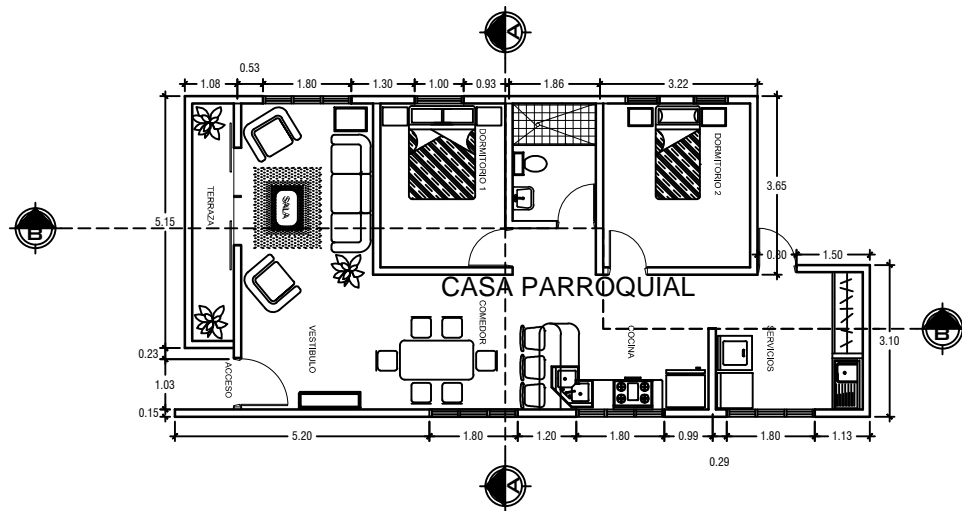 A
0.53
1.08
1.80
1.30
1.00
0.93
1.86
3.22
DORMITORIO 1
DORMITORIO 2
TERRAZA
SALA
3.65
5.15
B
0.80
1.50
CASA PARROQUIAL
VESTIBULO
COMEDOR
COCINA
SERVICIOS
B
3.10
0.23
ACCESO
1.03
0.15
5.20
1.80
1.20
1.80
0.99
1.80
1.13
0.29
A